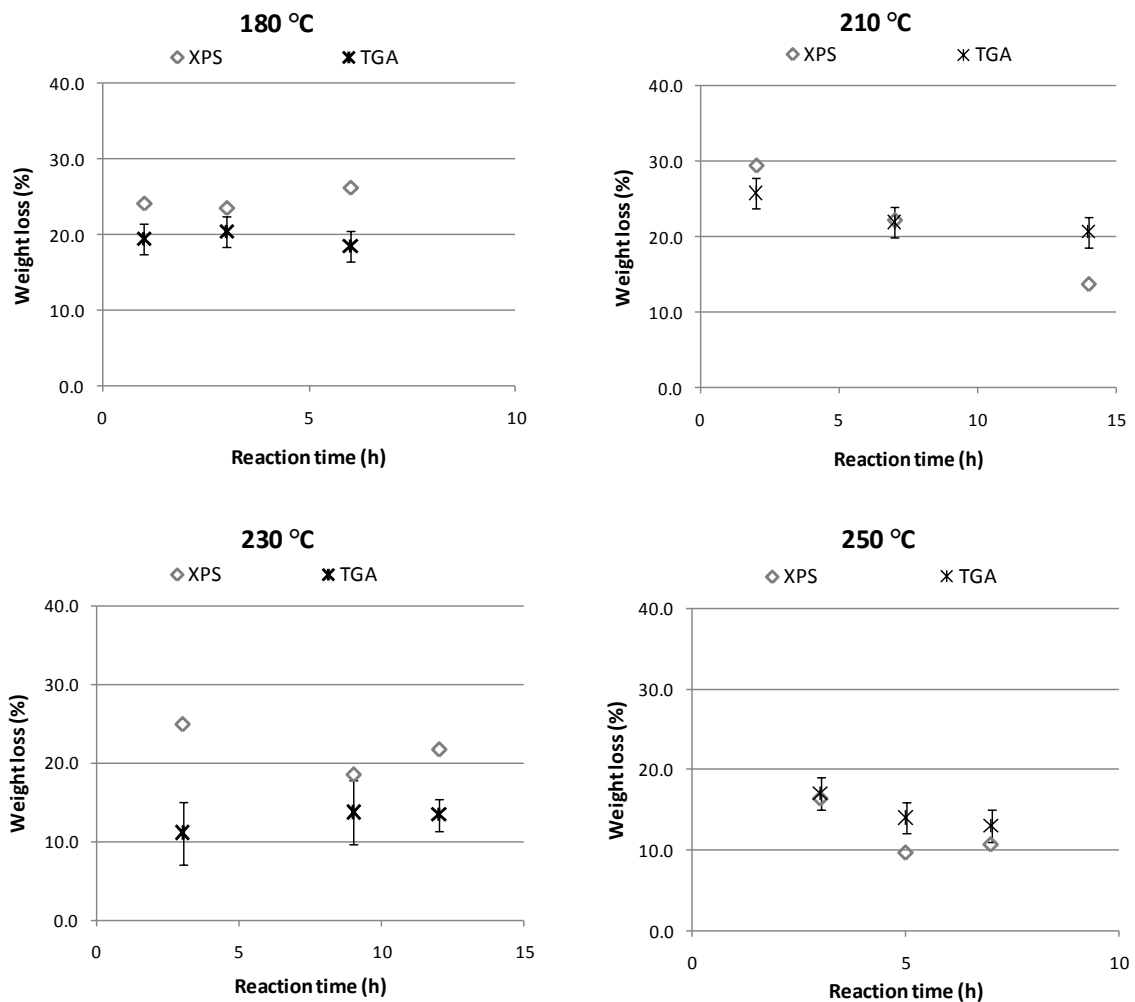 180 °C
XPS TGA
40.0
30.0
20.0
10.0
0.0
0 5 10
Weight loss (%)
Reaction time (h)
210 °C
XPS TGA
40.0
30.0
20.0
10.0
0.0
0 5 10 15
Weight loss (%)
Reaction time (h)
230 °C
XPS TGA
40.0
30.0
20.0
10.0
0.0
0 5 10 15
Weight loss (%)
Reaction time (h)
250 °C
XPS TGA
40.0
30.0
20.0
10.0
0.0
0 5 10
Weight loss (%)
Reaction time (h)